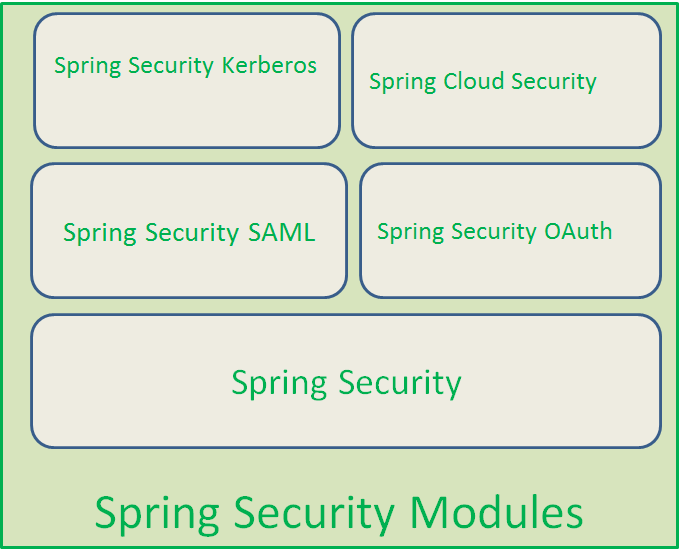 Spring Security Kerberos
Spring Cloud Security
Spring Security SAML
Spring Security OAuth
Spring Security
Spring Security Modules